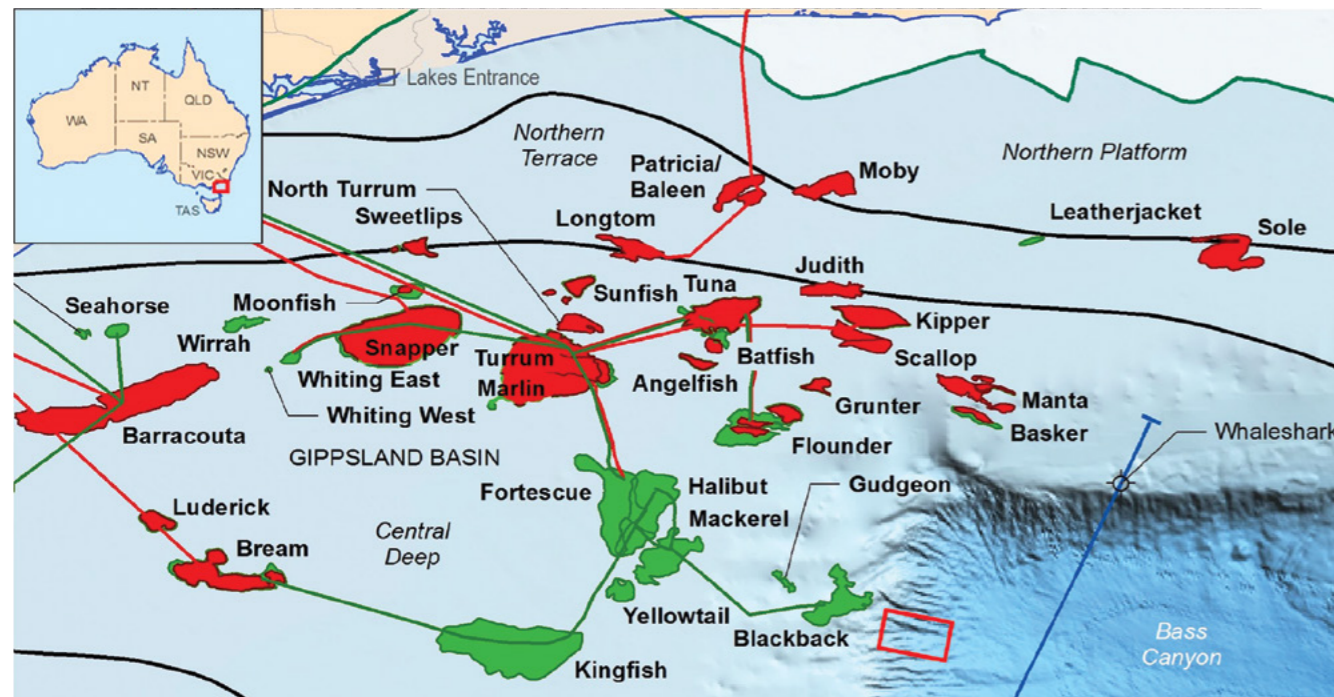 Lakes Entrance
NT
QLD
WA
SA
NSW
VIC
TAS
Northern
Terrace
Northern Platform
Patricia/
Baleen
Moby
North Turrum
Sweetlips
Longtom
Leatherjacket
Sole
Judith
Seahorse
Moonfish
Sunfish
Tuna
Kipper
Wirrah
Snapper
Turrum
Marlin
Batfish
Scallop
Whiting East
Angelfish
Whiting West
Grunter
Manta
Basker
Barracouta
Flounder
Whaleshark
GIPPSLAND BASIN
Fortescue
Halibut
Gudgeon
Mackerel
Luderick
Central
Deep
Bream
Yellowtail
Blackback
Bass
Canyon
Kingfish